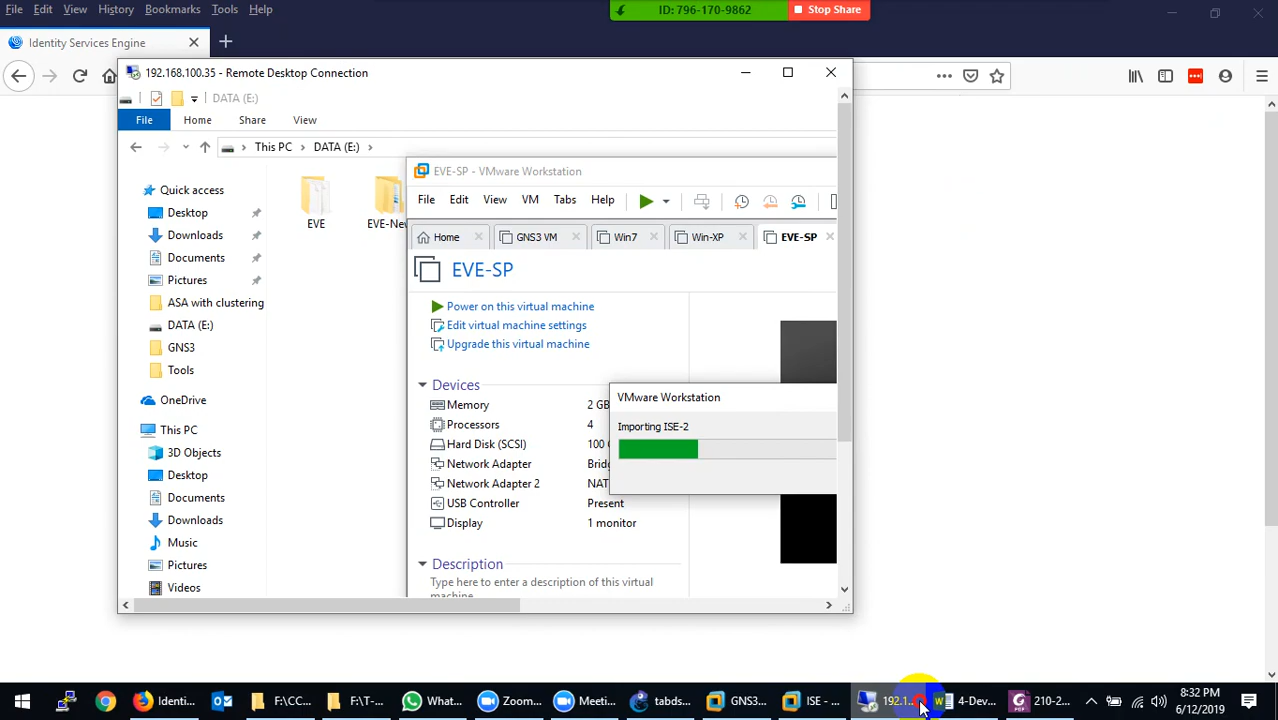 File Edit View History Bookmarks Tools Help
ID: 796-170-9862 Stop Share
Identity Services Engine
192.168.100.35 - Remote Desktop Connection
DATA (E:)
File Home Share View
This PC DATA (E:)
Quick access
Desktop
Downloads
Documents
Pictures
ASA with clustering
DATA (E:)
GNS3
Tools
OneDrive
This PC
3D Objects
Desktop
Documents
Downloads
Music
Pictures
Videos
EVE
EVE-Nev
EVE-SP - VMware Workstation
File Edit View VM Tabs Help
Home GNS3 VM Win7 Win-XP EVE-SP
EVE-SP
Power on this virtual machine
Edit virtual machine settings
Upgrade this virtual machine
Devices
Memory 2 GB
Processors 4
Hard Disk (SCSI) 100
Network Adapter Bridg
Network Adapter 2 NAT
USB Controller Present
Display 1 monitor
Description
Type here to enter a description of this virtual
machine.
VMware Workstation
Importing ISE-2
Identi... F:\CC... F:\T-... What... Zoom... Meeti... tabds... GNS3... ISE - ... 192.1... 4-Dev... 210-2...
8:32 PM
6/12/2019